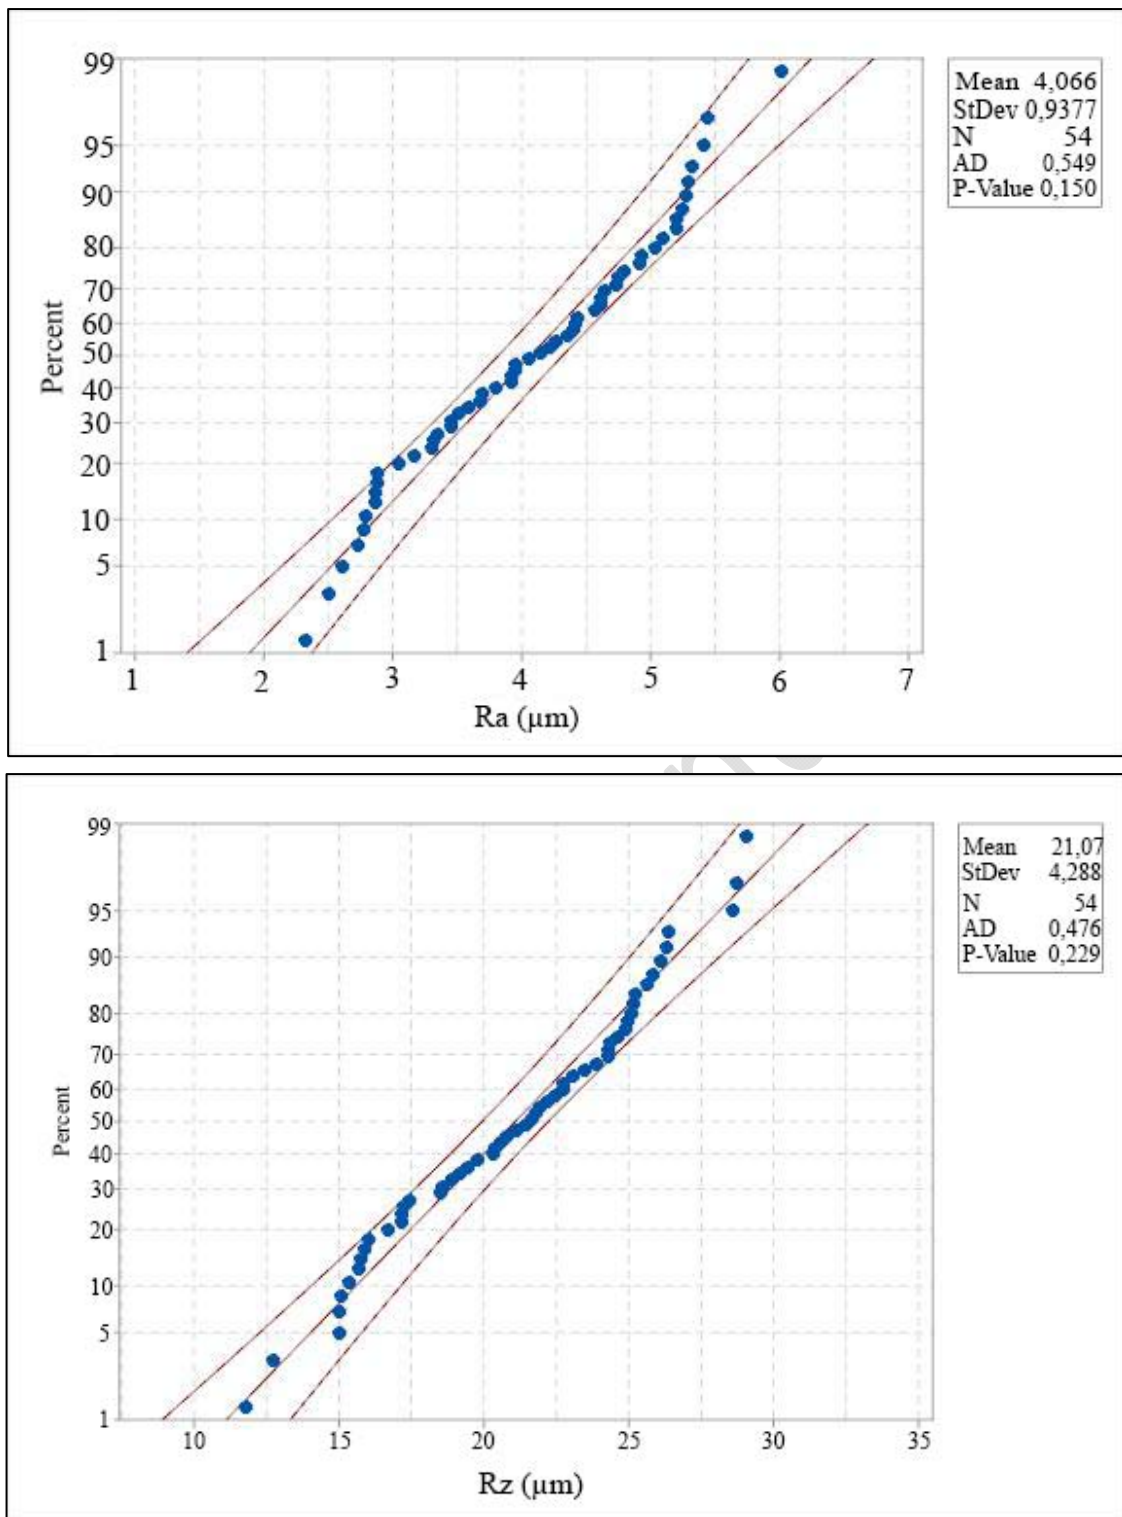 99
95
90
80
70
60
50
40
30
20
10
5
1
Percent
1 2 3 4 5 6 7
Ra (μm)
Mean 4,066
StDev 0,9377
N 54
AD 0,549
P-Value 0,150
99
95
90
80
70
60
50
40
30
20
10
5
1
Percent
10 15 20 25 30 35
Rz (μm)
Mean 21,07
StDev 4,288
N 54
AD 0,476
P-Value 0,229